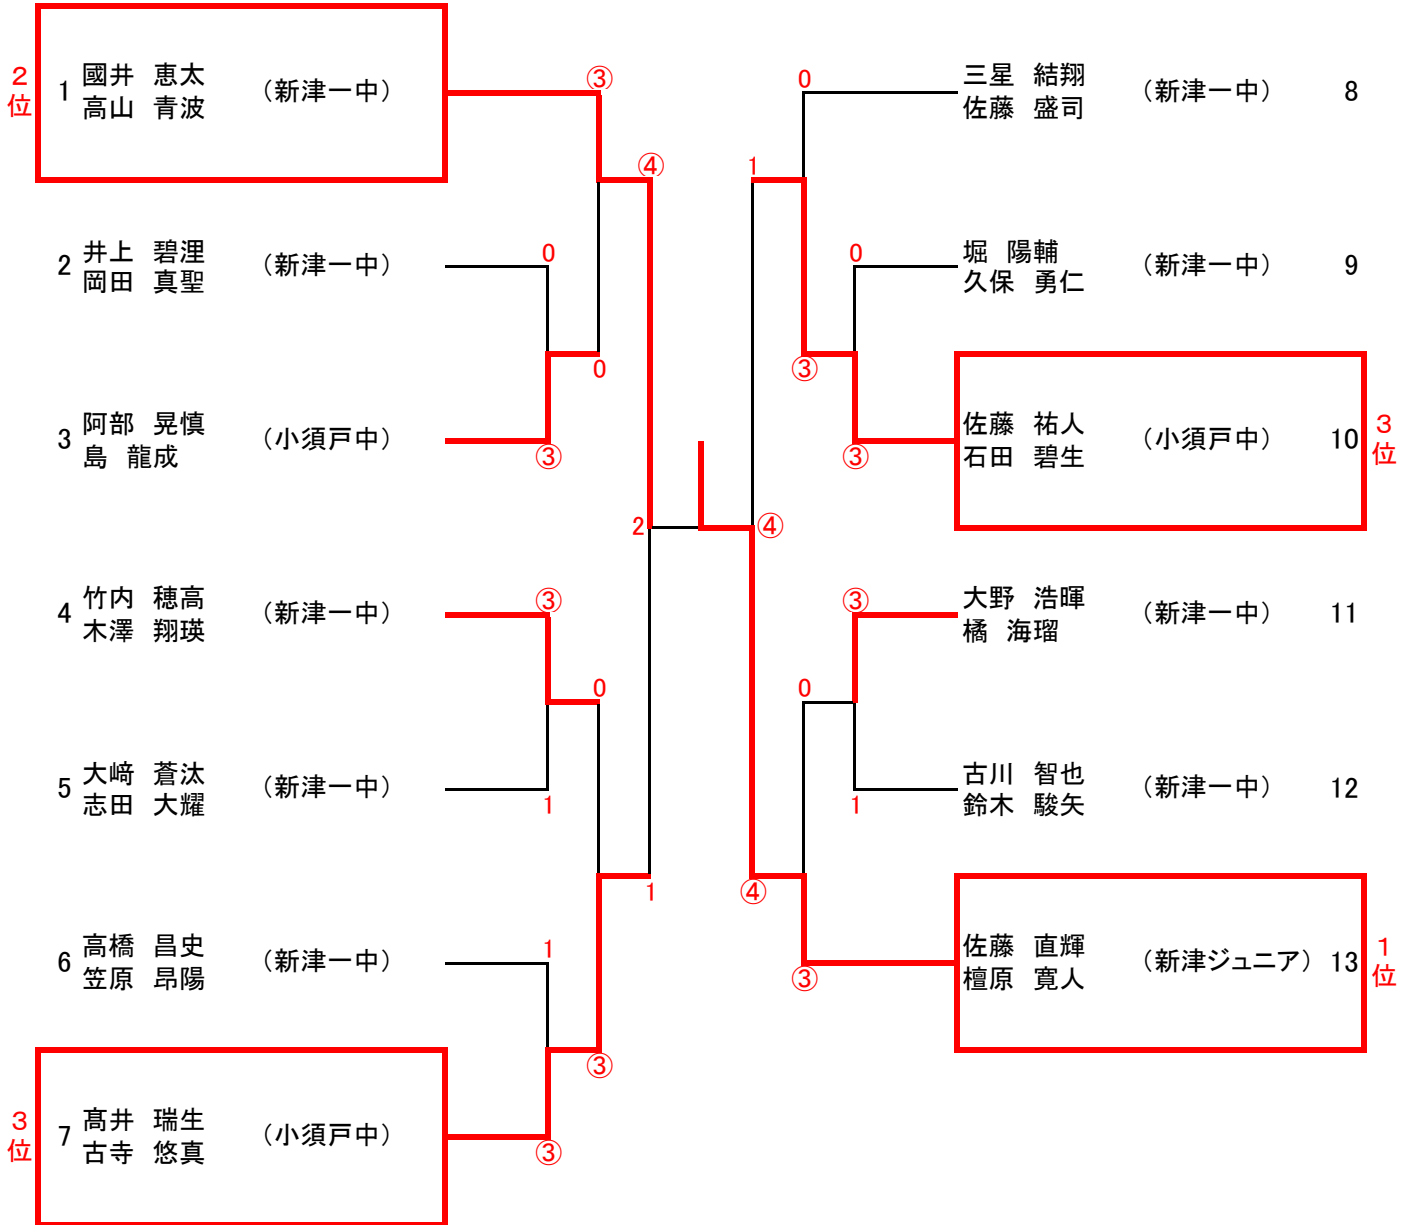 2位
1 國井 恵太 (新津一中)
高山 青波
③
2 井上 碧浬 (新津一中)
岡田 真聖
0
④
3 阿部 晃慎 (小須戸中)
島 龍成
③
0
4 竹内 穂高 (新津一中)
木澤 翔瑛
③
2
5 大﨑 蒼汰 (新津一中)
志田 大耀
1
0
6 高橋 昌史 (新津一中)
笠原 昂陽
1
1
3位
7 髙井 瑞生 (小須戸中)
古寺 悠真
③
③
0
三星 結翔 (新津一中) 8
佐藤 盛司
1
0
堀 陽輔 (新津一中) 9
久保 勇仁
③
③
佐藤 祐人 (小須戸中) 10
石田 碧生
3位
④
③
大野 浩暉 (新津一中) 11
橘 海瑠
0
1
古川 智也 (新津一中) 12
鈴木 駿矢
④
③
佐藤 直輝 (新津ジュニア) 13
檀原 寛人
1位